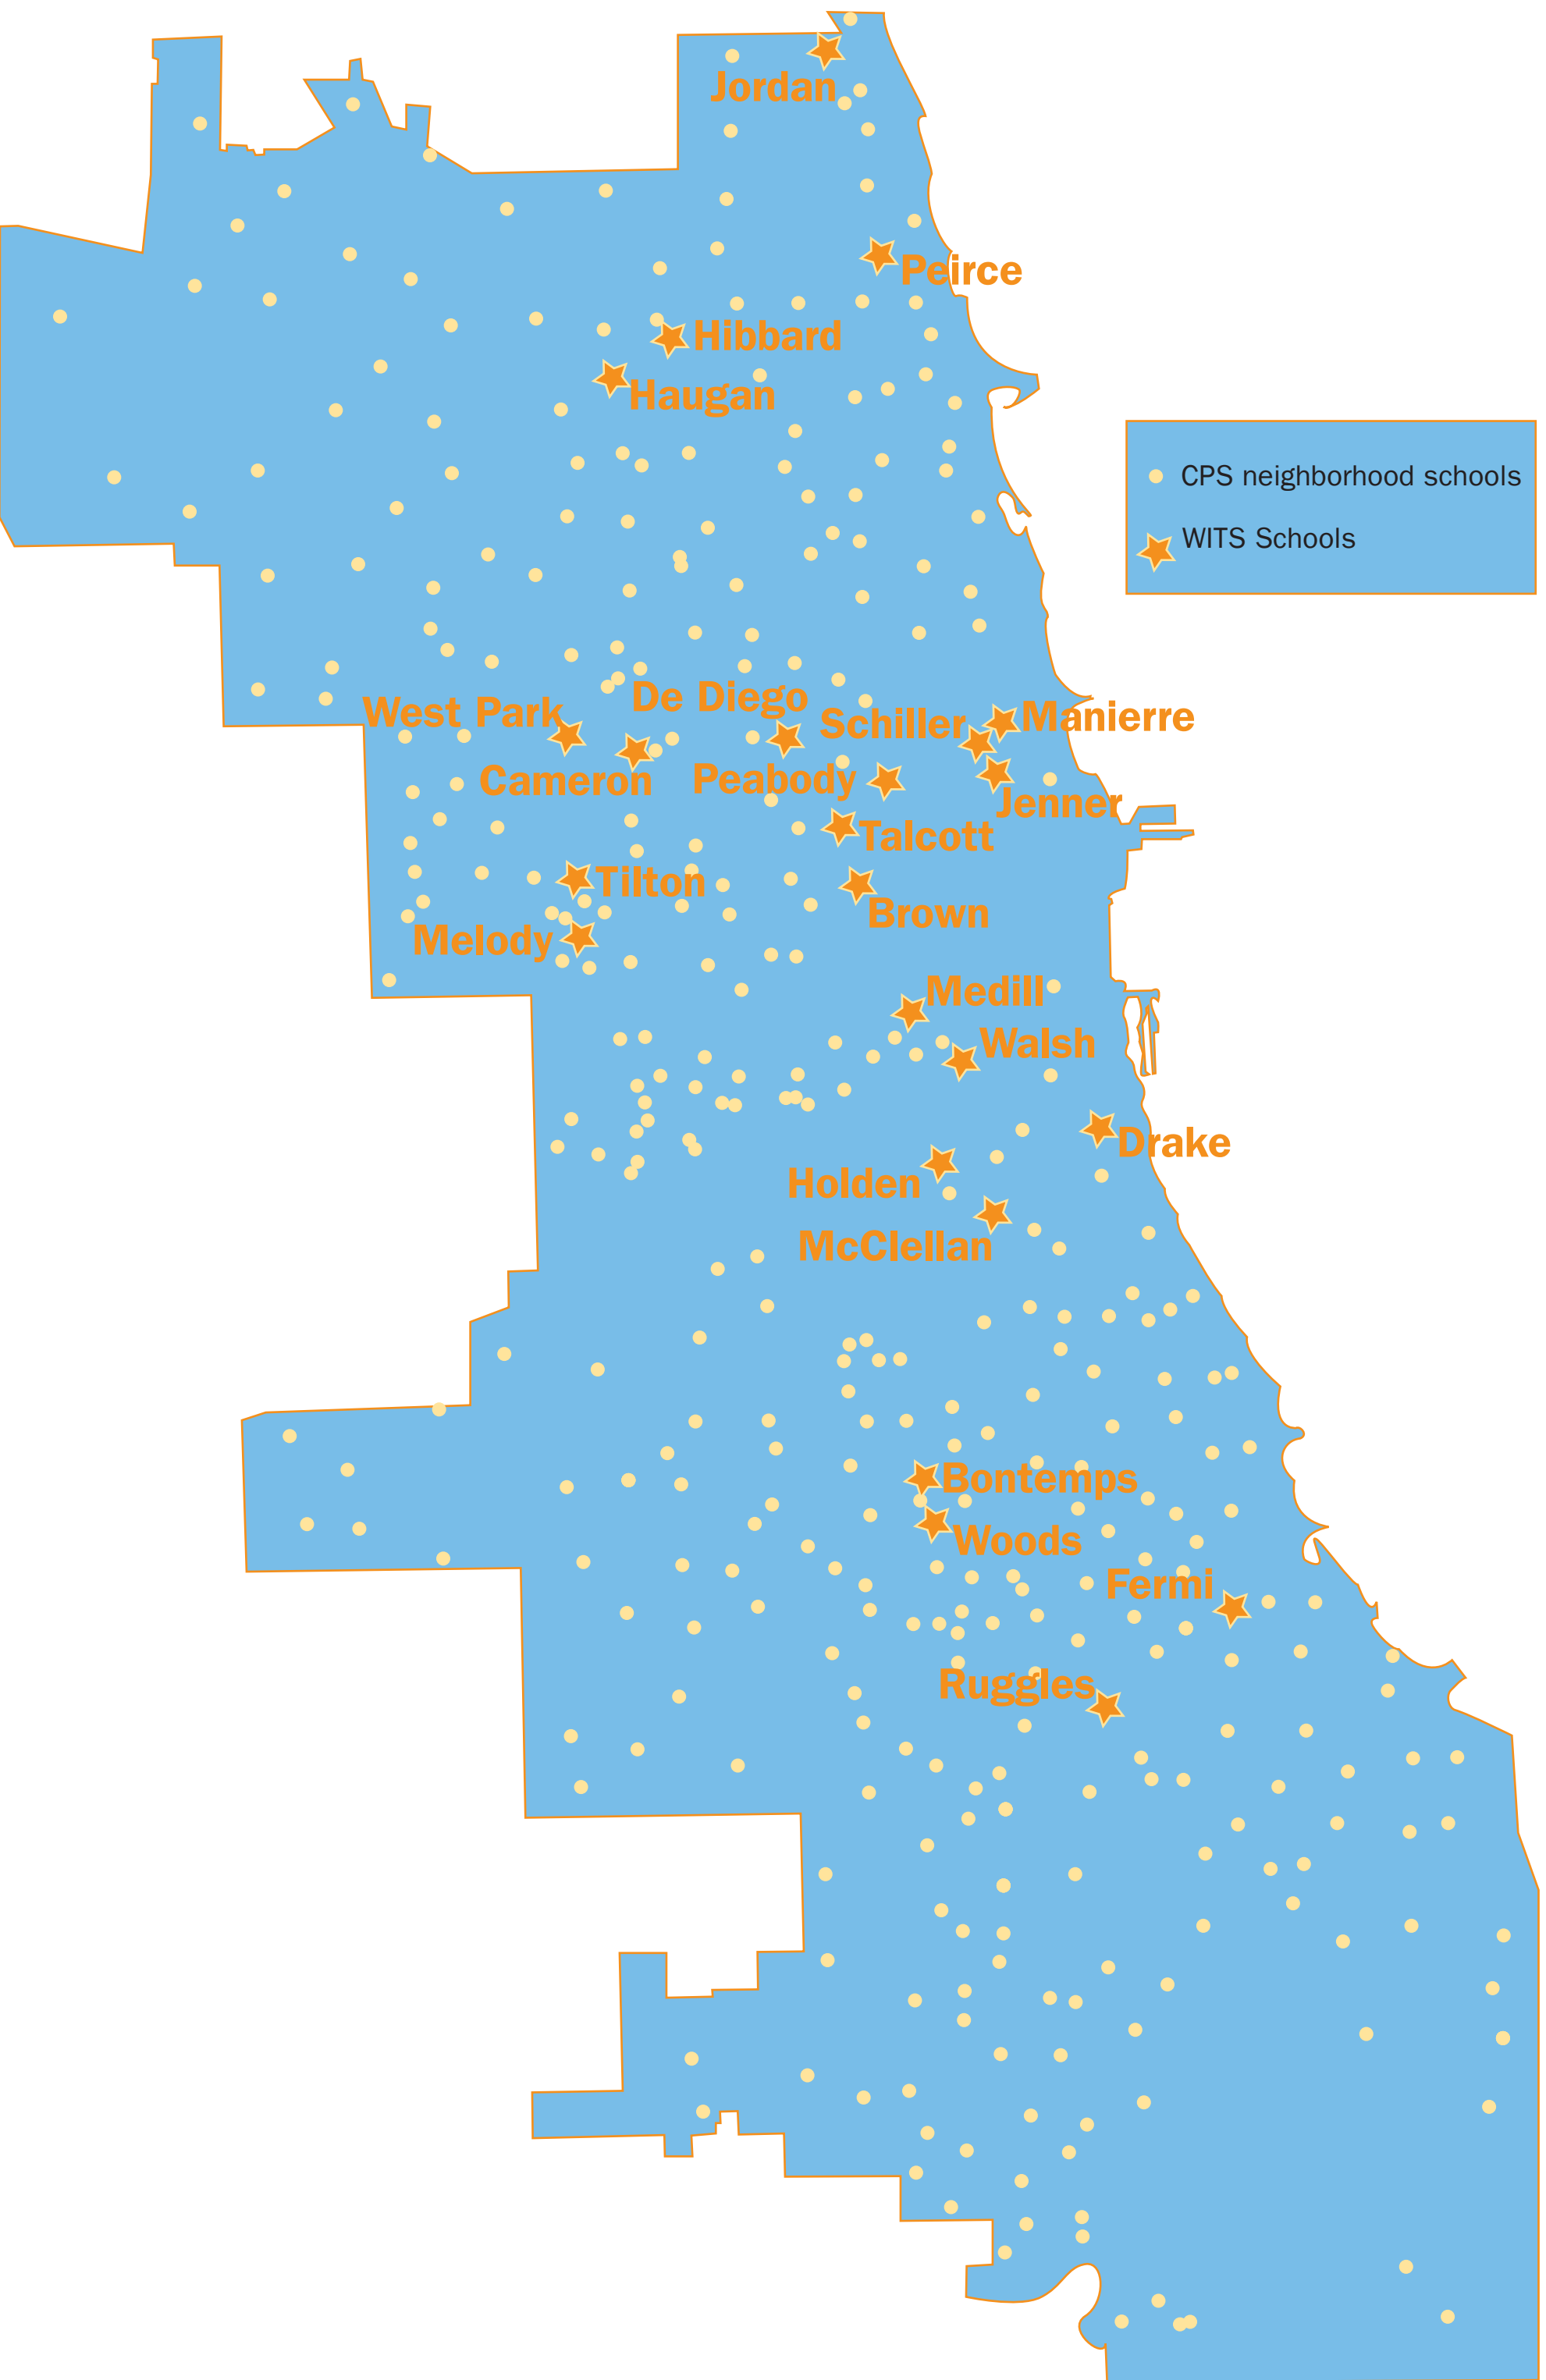 Jordan
Peirce
Hibbard
Haugan
CPS neighborhood schools
WITS Schools
De Diego
West Park
Schiller
Manierre
Cameron
Peabody
Jenner
Talcott
Tilton
Brown
Melody
Medill
Walsh
Drake
Holden
McClellan
Bontemps
Woods
Fermi
Ruggles